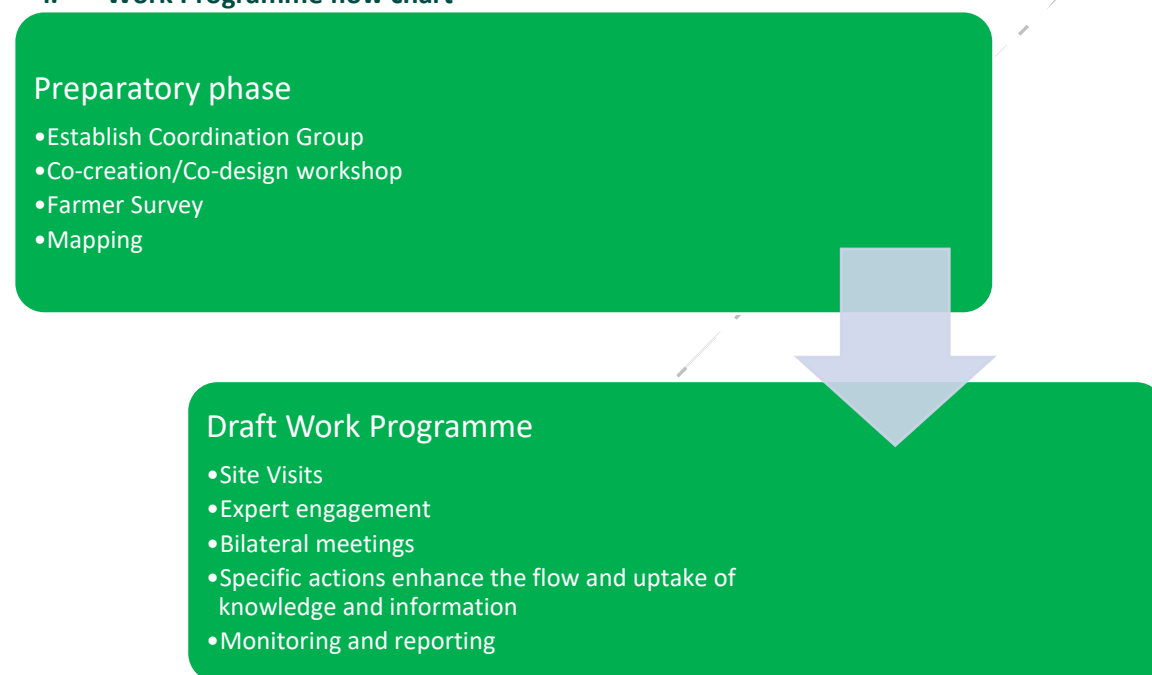 Work Programme flow chart
Preparatory phase
•Establish Coordination Group
•Co-creation/Co-design workshop
•Farmer Survey
•Mapping
Draft Work Programme
•Site Visits
•Expert engagement
•Bilateral meetings
•Specific actions enhance the flow and uptake of
knowledge and information
•Monitoring and reporting